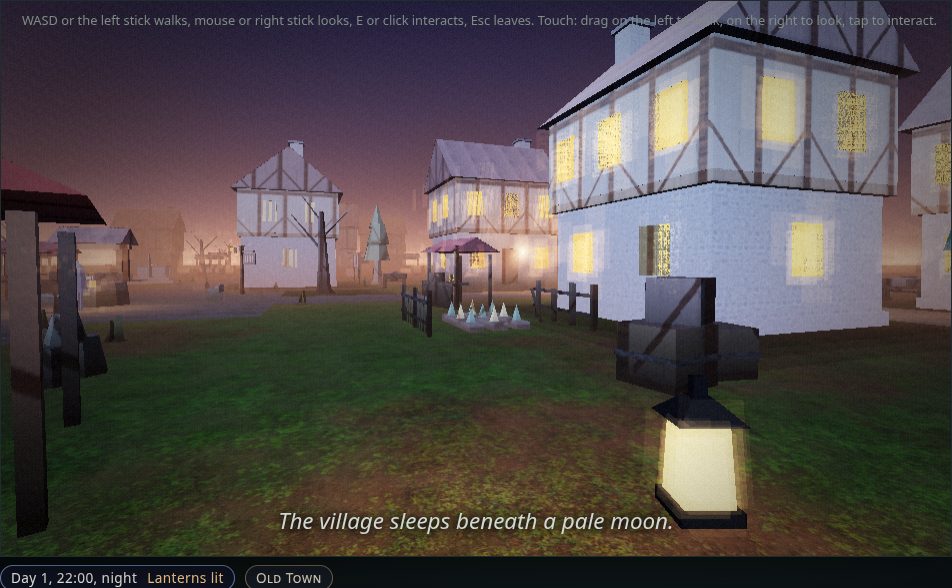 WASD or the left stick walks, mouse or right stick looks, E or click interacts, Esc leaves. Touch: drag on the left to walk, on the right to look, tap to interact.
The village sleeps beneath a pale moon.
Day 1, 22:00, night Lanterns lit
Old Town